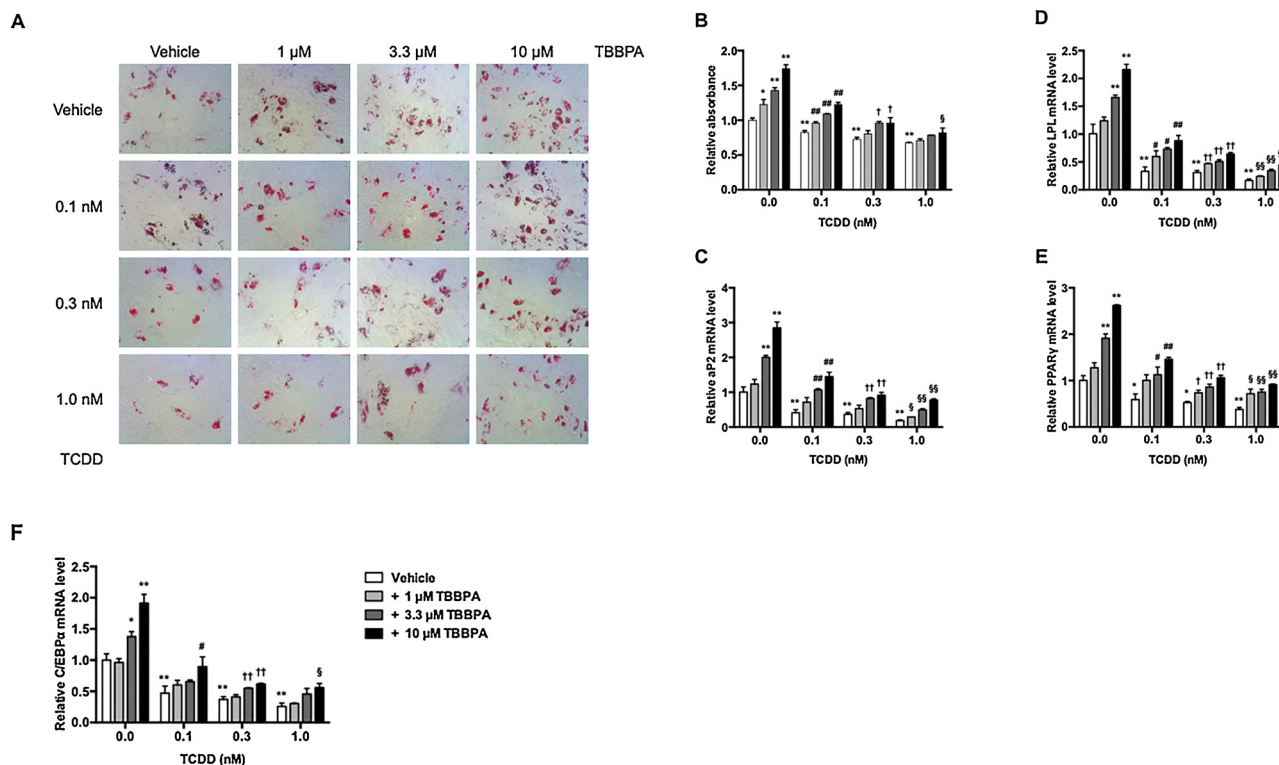 A
Vehicle 1 μM 3.3 μM 10 μM TBBPA
Vehicle
0.1 nM
0.3 nM
1.0 nM
TCDD
B
Relative absorbance
2.0
1.5
1.0
0.5
0.0
* ** **
** ## ## ##
** † †
** §
0.0 0.1 0.3 1.0
TCDD (nM)
D
Relative LPL mRNA level
2.5
2.0
1.5
1.0
0.5
0.0
** **
** # # ##
** †† †† ††
** §§ §§
0.0 0.1 0.3 1.0
TCDD (nM)
C
Relative aP2 mRNA level
4
3
2
1
0
** **
** ## ##
** †† ††
** § §§ §§
0.0 0.1 0.3 1.0
TCDD (nM)
E
Relative PPARγ mRNA level
3
2
1
0
** **
* # ##
* † †† ††
** § §§ §§
0.0 0.1 0.3 1.0
TCDD (nM)
F
Relative C/EBPα mRNA level
2.5
2.0
1.5
1.0
0.5
0.0
* **
** #
** †† ††
** §
0.0 0.1 0.3 1.0
TCDD (nM)
Vehicle
+ 1 μM TBBPA
+ 3.3 μM TBBPA
+ 10 μM TBBPA